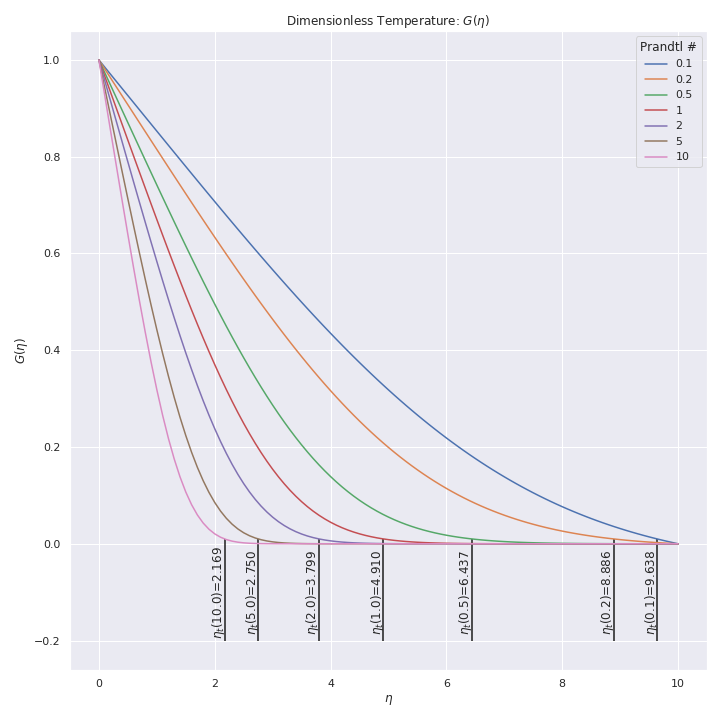 Dimensionless Temperature: G(η)
Prandtl #
0.1
0.2
0.5
1
2
5
10
G(η)
1.0
0.8
0.6
0.4
0.2
0.0
−0.2
ηt(10.0)=2.169
ηt(5.0)=2.750
ηt(2.0)=3.799
ηt(1.0)=4.910
ηt(0.5)=6.437
ηt(0.2)=8.886
ηt(0.1)=9.638
0 2 4 6 8 10
η